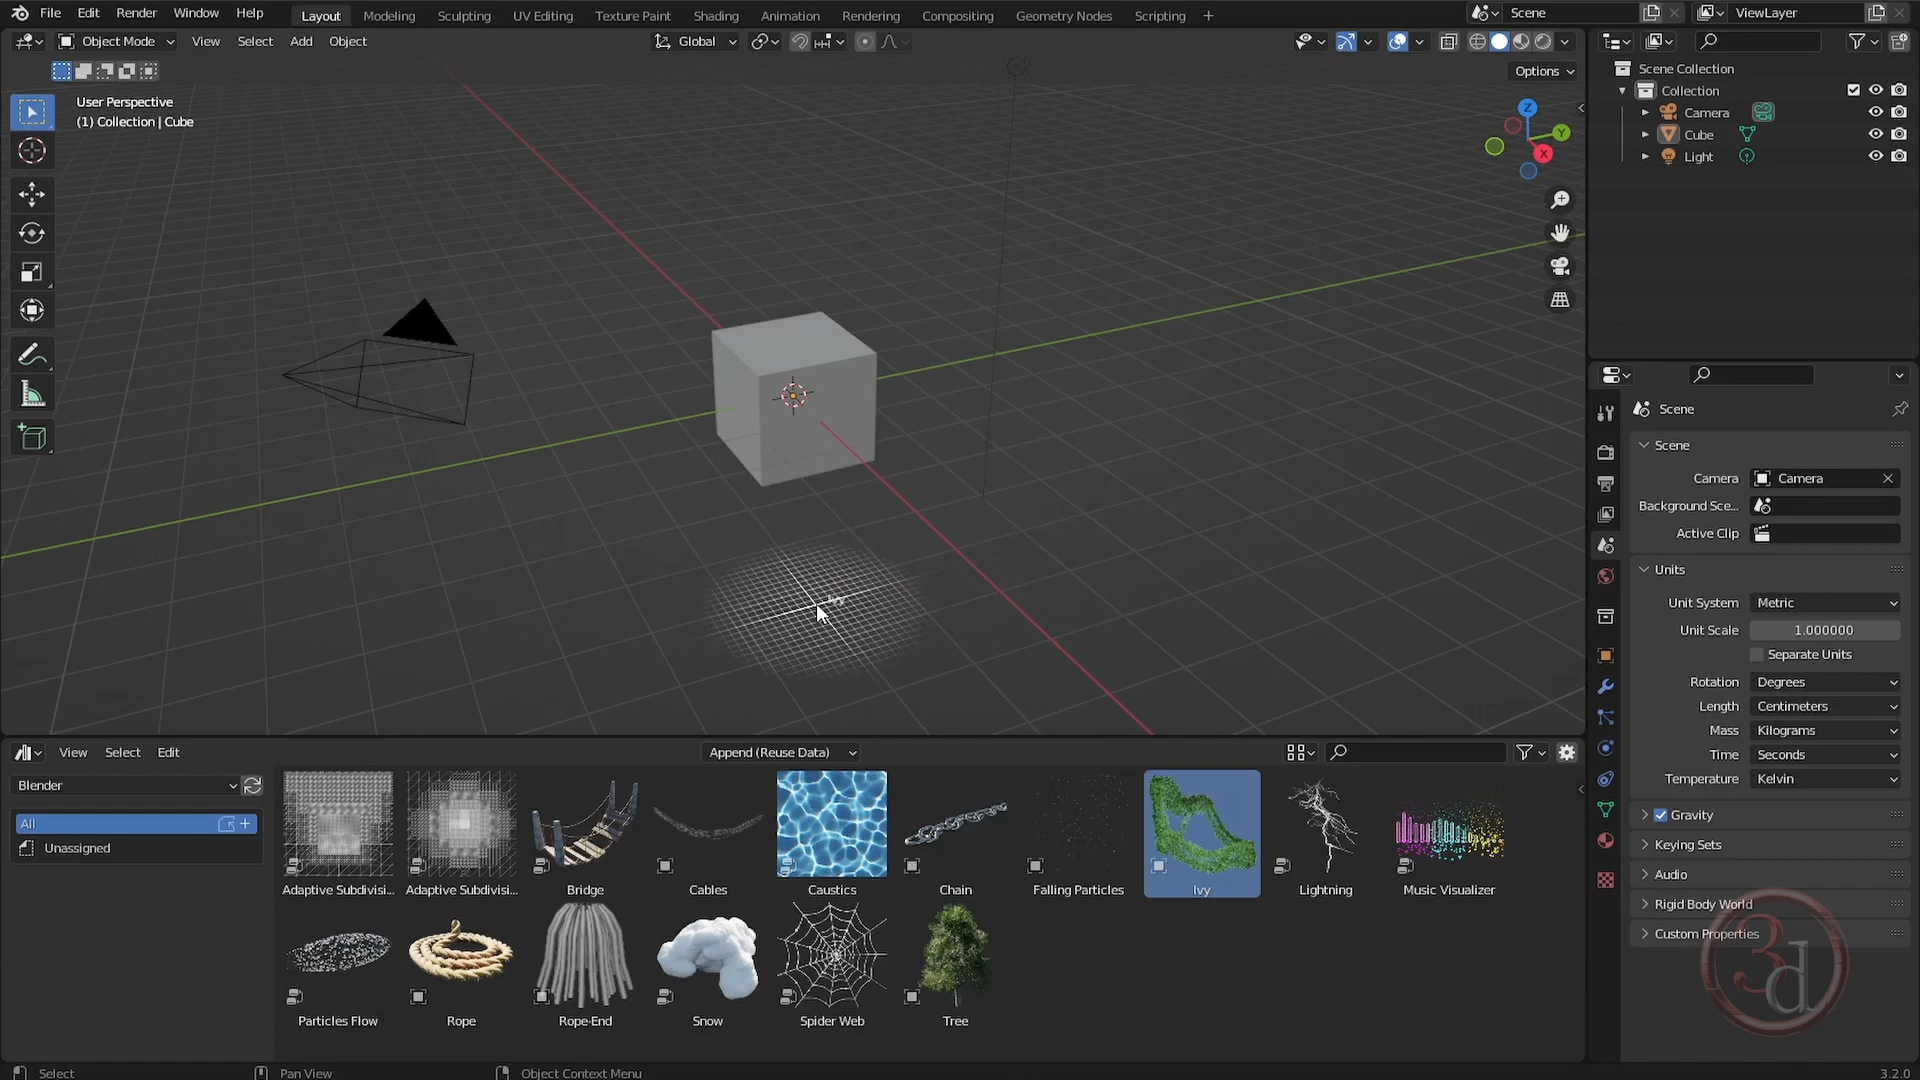 File Edit Render Window Help Layout Modeling Sculpting UV Editing Texture Paint Shading Animation Rendering Compositing Geometry Nodes Scripting + Scene ViewLayer
Object Mode View Select Add Object Global
Options
User Perspective
(1) Collection | Cube
Scene Collection
Collection
Camera
Cube
Light
Z
Y
X
Scene
Scene
Camera Camera
Background Sce...
Active Clip
Units
Unit System Metric
Unit Scale 1.000000
Separate Units
Rotation Degrees
Length Centimeters
Mass Kilograms
Time Seconds
Temperature Kelvin
Gravity
Keying Sets
Audio
Rigid Body World
Custom Properties
3d
Ivy
View Select Edit Append (Reuse Data)
Blender
All
Unassigned
Adaptive Subdivisi... Adaptive Subdivisi... Bridge Cables Caustics Chain Falling Particles Ivy Lightning Music Visualizer
Particles Flow Rope Rope-End Snow Spider Web Tree
Select Pan View Object Context Menu 3.2.0